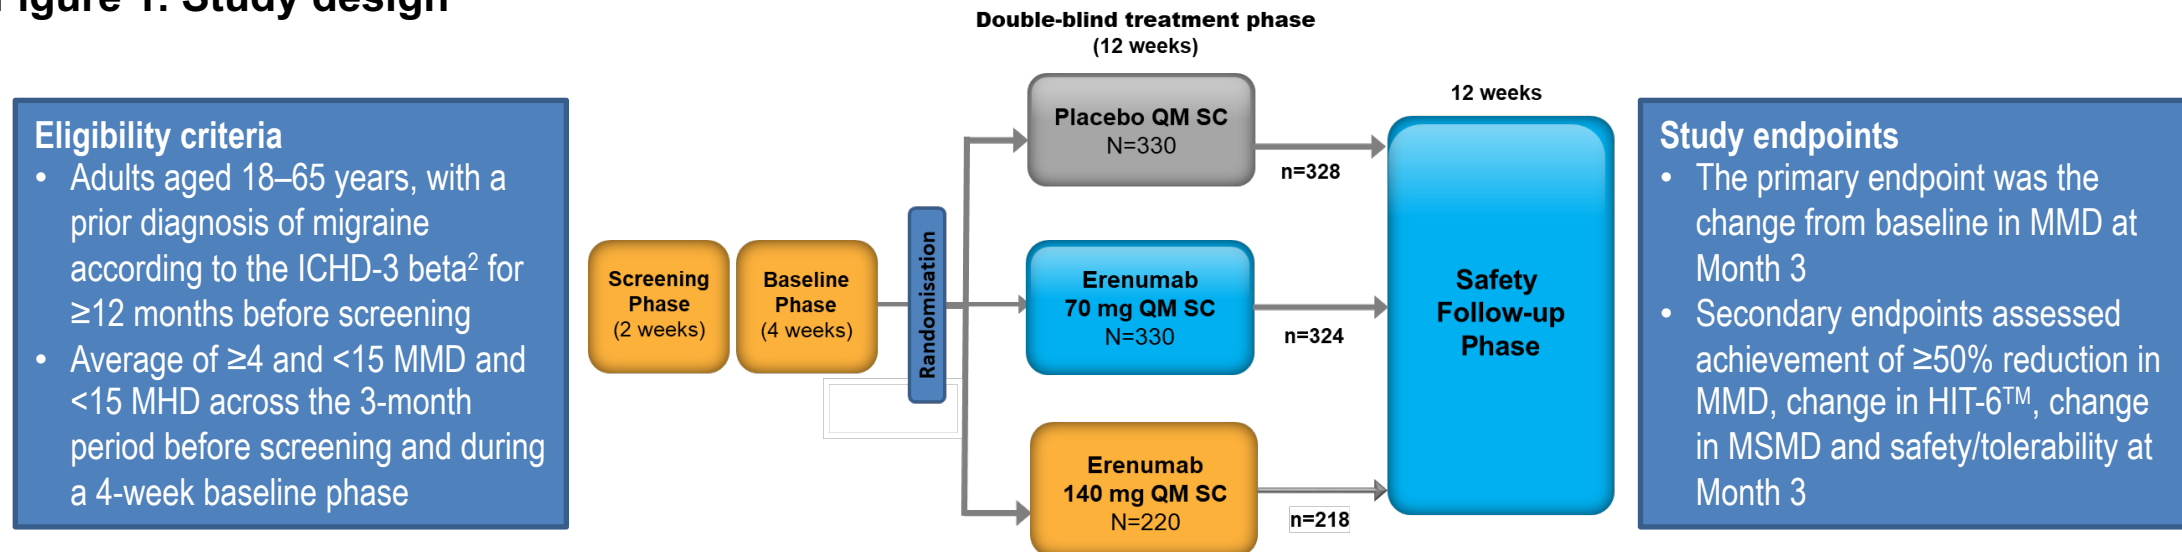 Figure 1. Study design
Eligibility criteria
• Adults aged 18–65 years, with a
prior diagnosis of migraine
according to the ICHD-3 beta² for
≥12 months before screening
• Average of ≥4 and <15 MMD and
<15 MHD across the 3-month
period before screening and during
a 4-week baseline phase
Screening
Phase
(2 weeks)
Baseline
Phase
(4 weeks)
Randomisation
Double-blind treatment phase
(12 weeks)
Placebo QM SC
N=330
n=328
Erenumab
70 mg QM SC
N=330
n=324
Erenumab
140 mg QM SC
N=220
n=218
12 weeks
Safety
Follow-up
Phase
Study endpoints
• The primary endpoint was the
change from baseline in MMD at
Month 3
• Secondary endpoints assessed
achievement of ≥50% reduction in
MMD, change in HIT-6™, change
in MSMD and safety/tolerability at
Month 3